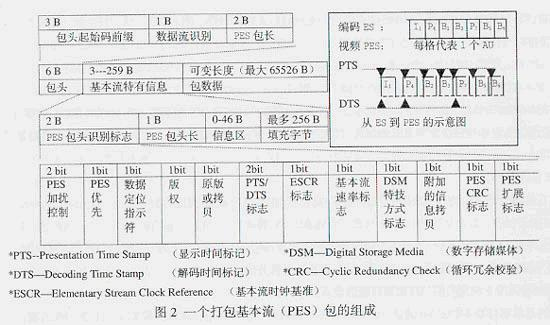 3 B 1 B 2 B
包头起始码前缀 数据流识别 PES 包长
6 B 3---259 B 可变长度（最大 65526 B）
包头 基本流特有信息 包数据
2 B 1 B 0-46 B 最多 256 B
PES 包头识别标志 PES 包头长 信息区 填充字节
编码 ES：
视频 PES： 每格代表 1 个 AU
PTS
DTS
从 ES 到 PES 的示意图
2 bit 1bit 1bit 1bit 1bit 2bit 1bit 1bit 1bit 1bit 1bit 1bit
PES 加扰控制 PES 优先 数据定位指示符 版权 原版或拷贝 PTS/DTS 标志 ESCR 标志 基本流速率标志 DSM 特技方式标志 附加的信息拷贝 PES CRC 标志 PES 扩展标志
*PTS--Presentation Time Stamp （显示时间标记） *DSM—Digital Storage Media （数字存储媒体）
*DTS—Decoding Time Stamp （解码时间标记） *CRC—Cyclic Redundancy Check（循环冗余校验）
*ESCR—Elementary Stream Clock Reference （基本流时钟基准）
图 2 一个打包基本流（PES）包的组成